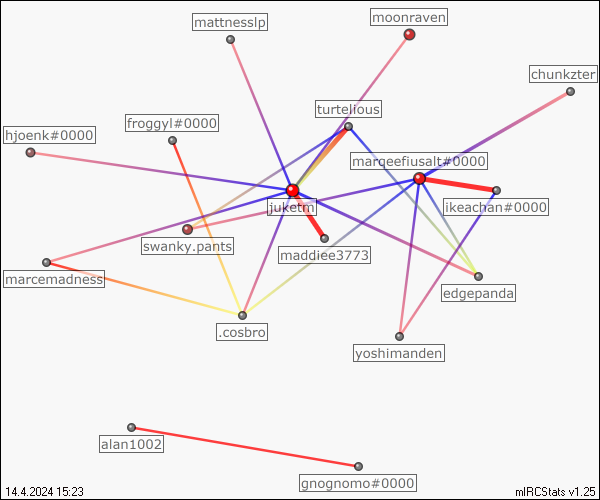 mattnesslp
moonraven
chunkzter
turtellous
froggyl#0000
hjoenk#0000
marqeefiusalt#0000
juketm
ikeachan#0000
swanky.pants
maddiee3773
marcemadness
edgepanda
.cosbro
yoshimanden
alan1002
gnognomo#0000
14.4.2024 15:23
mIRCStats v1.25